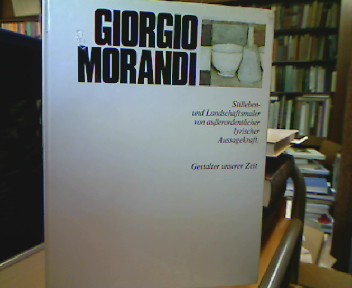 GIORGIO
MORANDI
Stilleben-
und Landschaftsmaler
von außerordentlicher
lyrischer
Aussagekraft.
Gestalter unserer Zeit